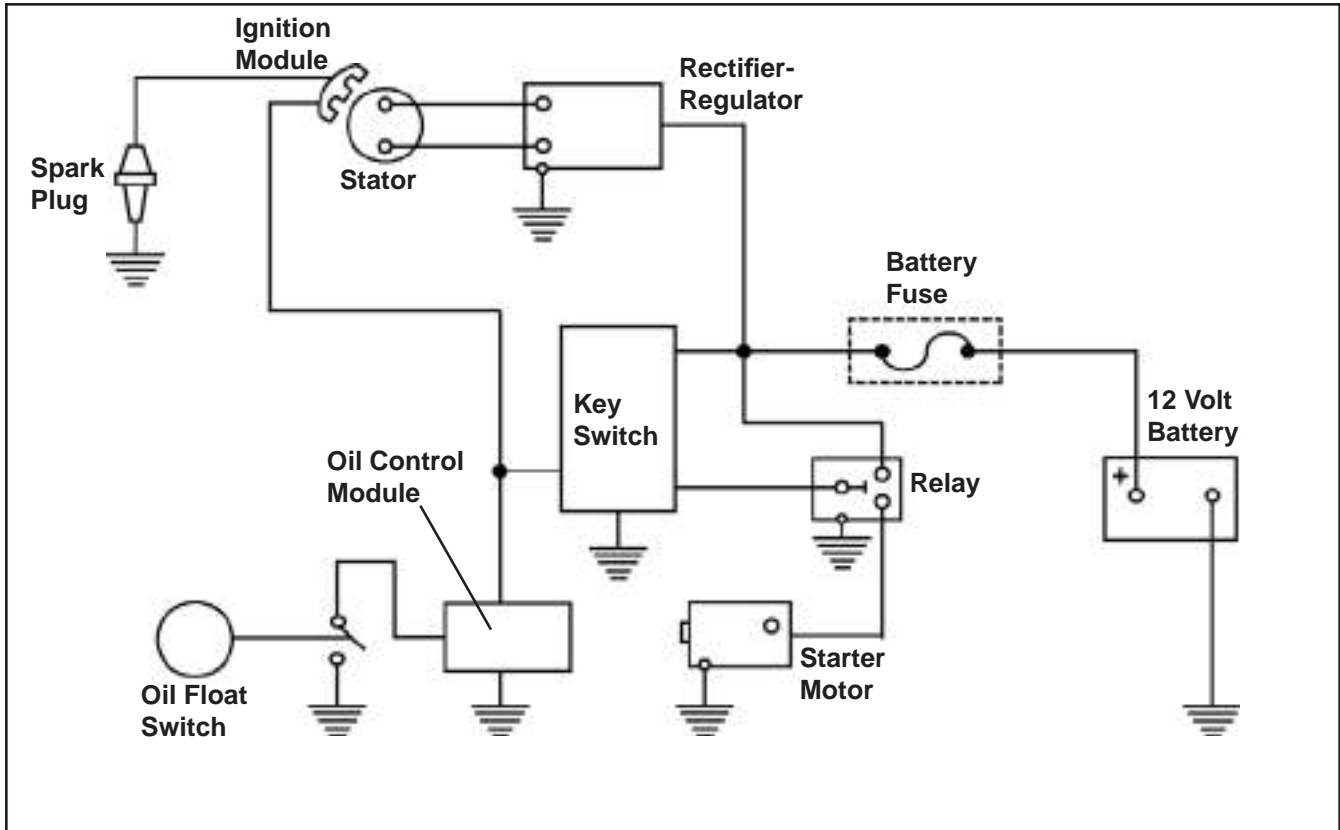 Ignition
Module
Rectifier-
Regulator
Spark
Plug
Stator
Battery
Fuse
Key
Switch
12 Volt
Battery
+
Oil Control
Module
Relay
Oil Float
Switch
Starter
Motor